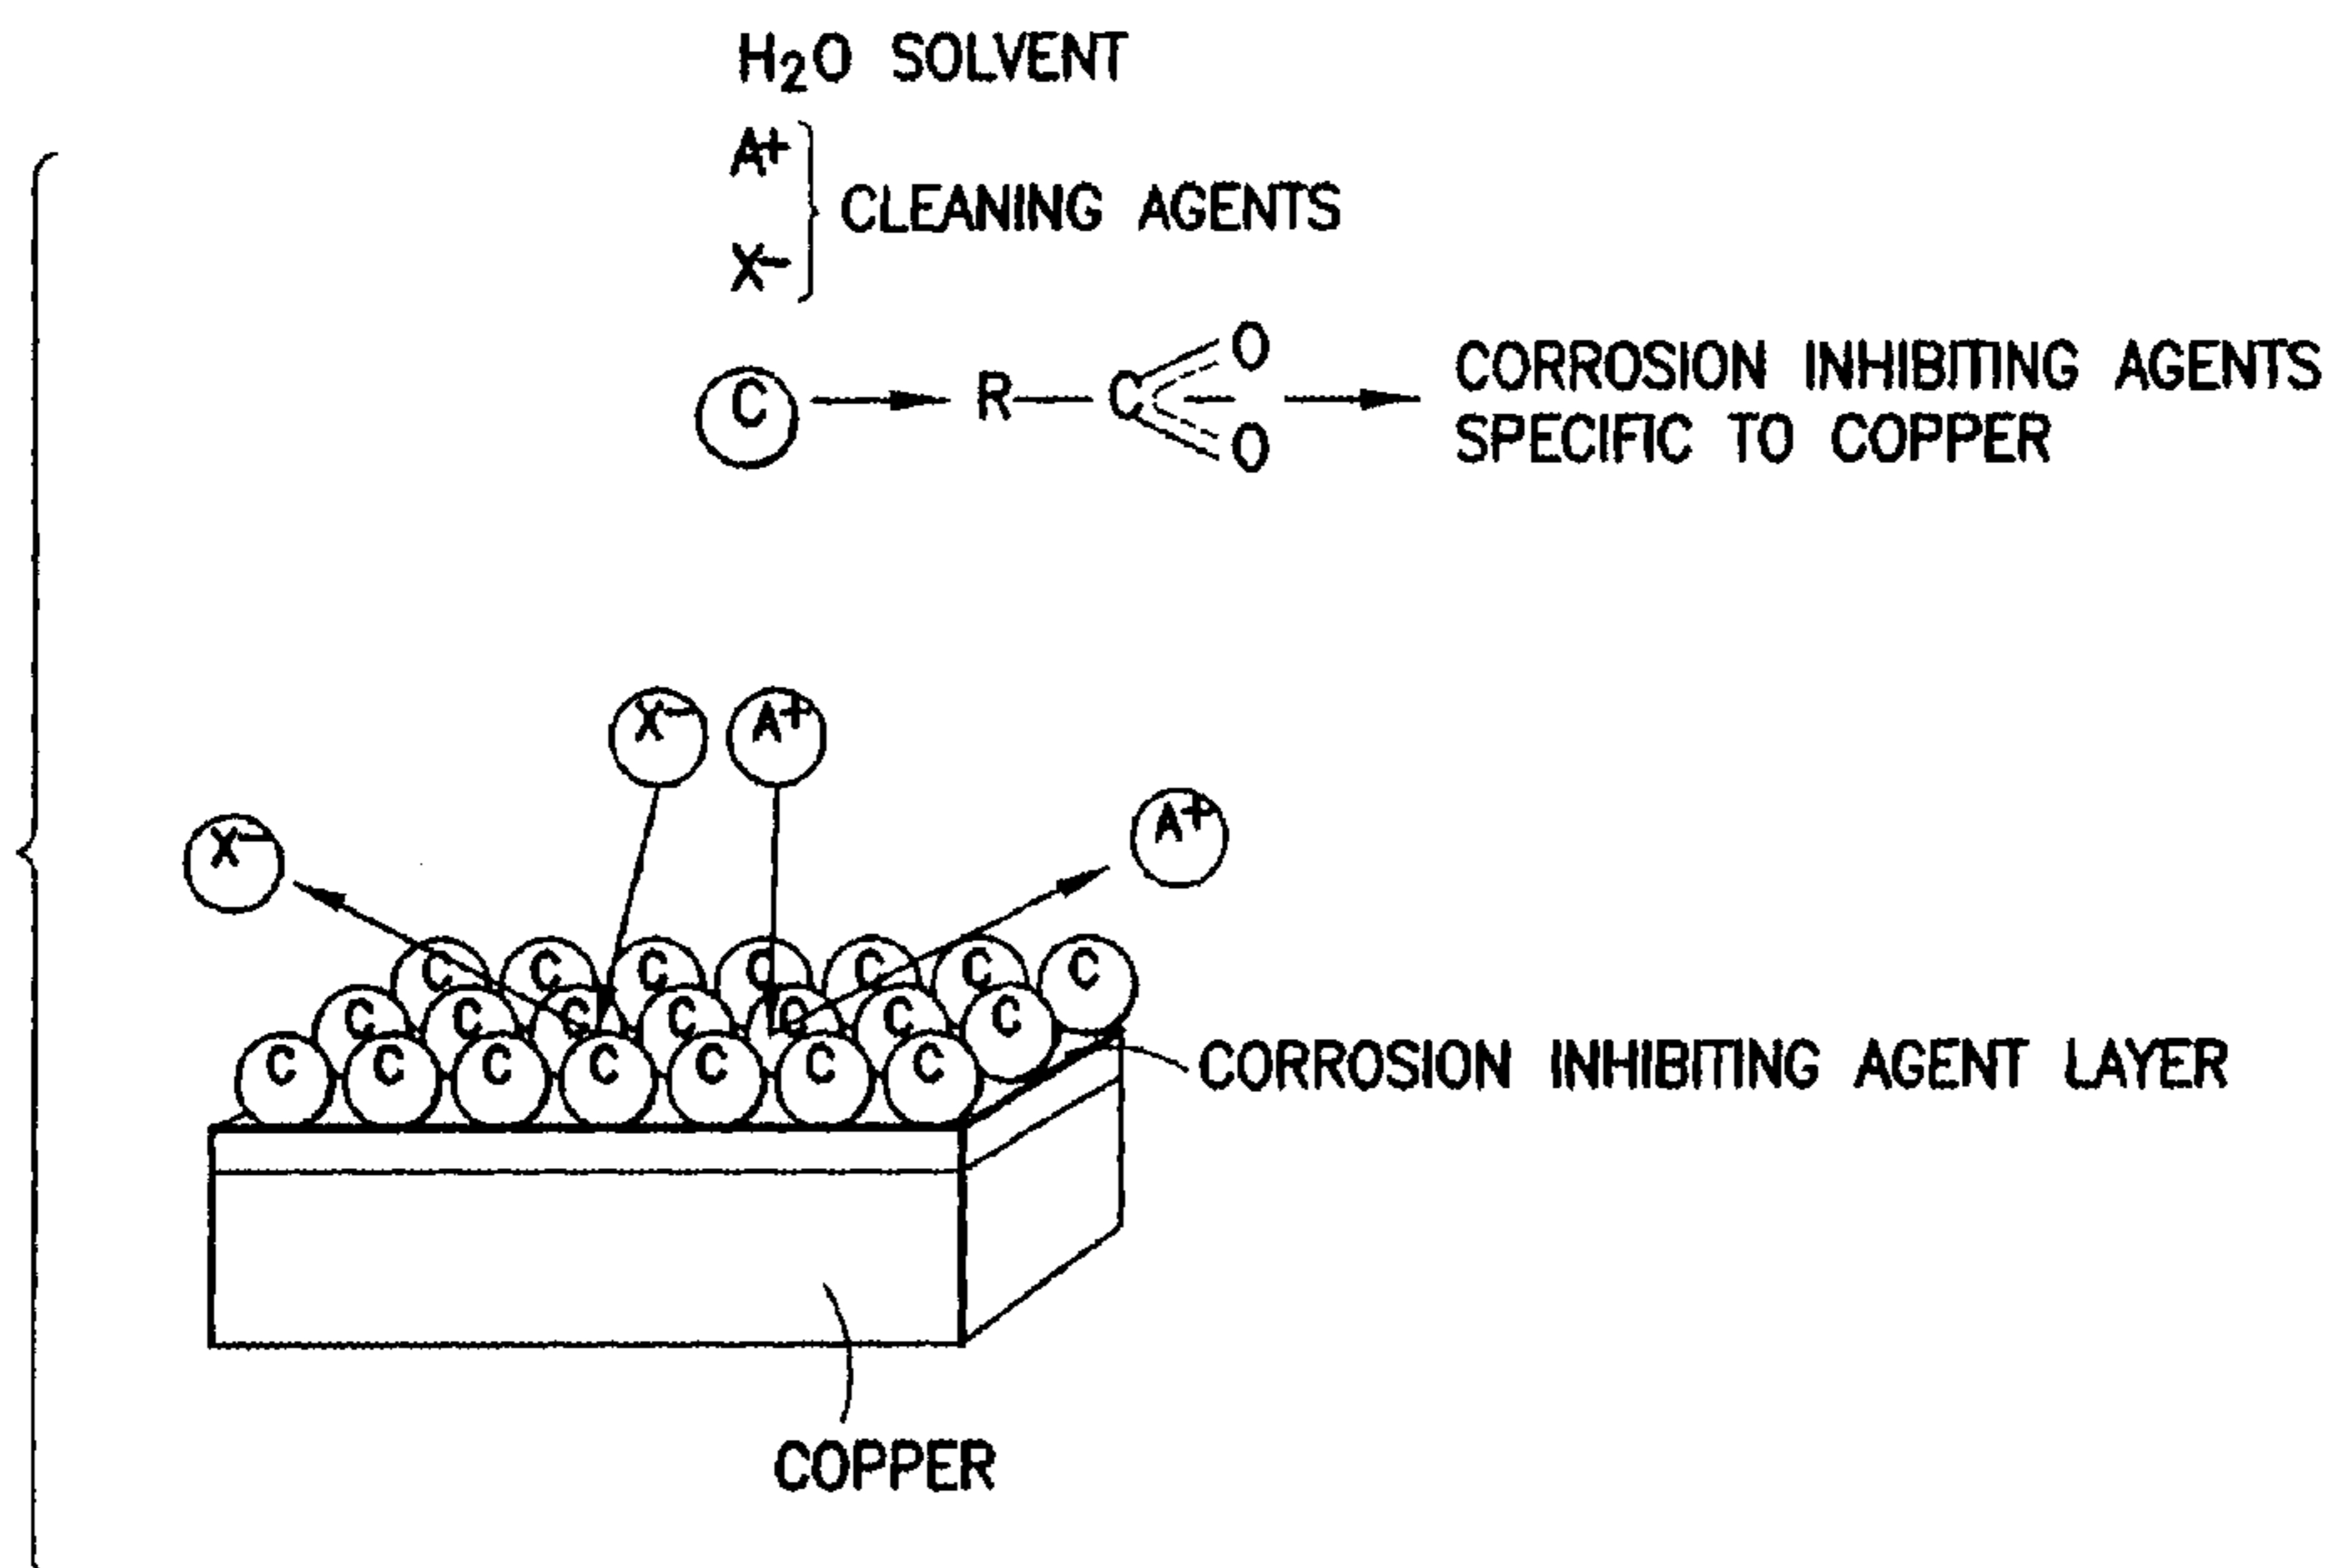 H2O SOLVENT
A+
X-
CLEANING AGENTS
C
R—C
O
O
CORROSION INHIBITING AGENTS
SPECIFIC TO COPPER
X- A+
X-
A+
C C C C C C C
C C C C C C C
C C C C C C C
CORROSION INHIBITING AGENT LAYER
COPPER